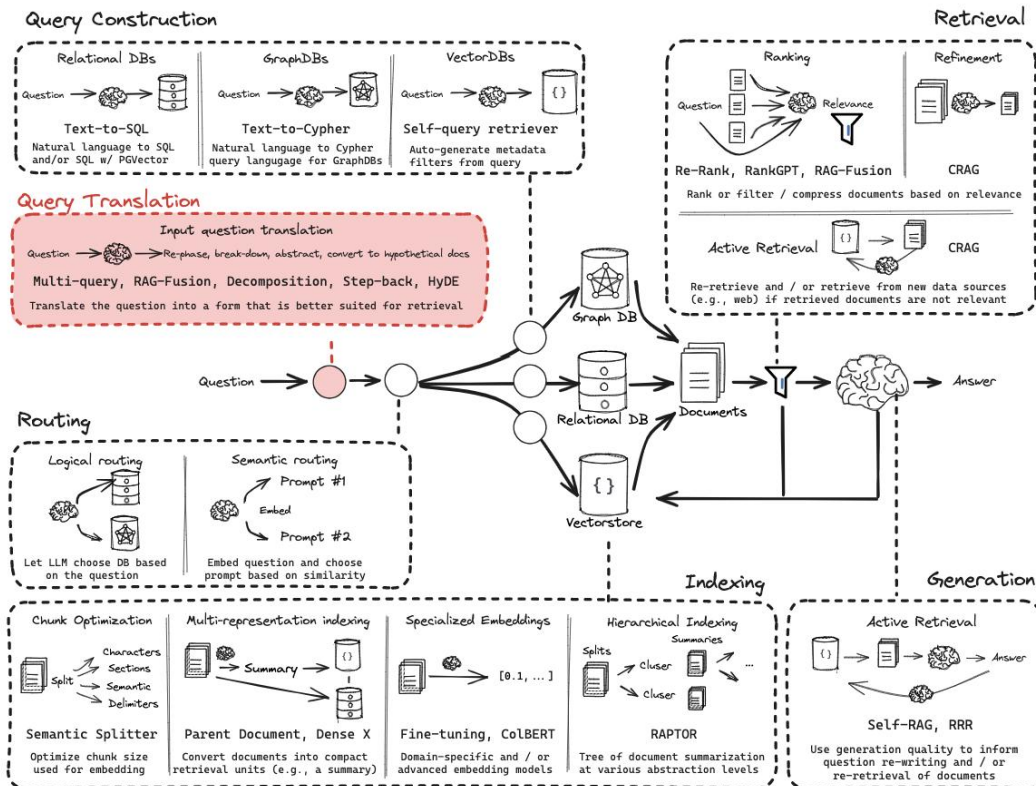 Query Construction
Relational DBs
Question
Text-to-SQL
Natural language to SQL
and/or SQL w/ PGVector
GraphDBs
Question
Text-to-Cypher
Natural language to Cypher
query langugage for GraphDBs
VectorDBs
Question
{}
Self-query retriever
Auto-generate metadata
filters from query
Retrieval
Ranking
Question
Relevance
Re-Rank, RankGPT, RAG-Fusion
Refinement
CRAG
Rank or filter / compress documents based on relevance
Active Retrieval
{}
CRAG
Re-retrieve and / or retrieve from new data sources
(e.g., web) if retrieved documents are not relevant
Query Translation
Input question translation
Question
Re-phase, break-down, abstract, convert to hypothetical docs
Multi-query, RAG-Fusion, Decomposition, Step-back, HyDE
Translate the question into a form that is better suited for retrieval
Question
Graph DB
Relational DB
{}
Vectorstore
Documents
Answer
Routing
Logical routing
Let LLM choose DB based
on the question
Semantic routing
Prompt #1
Embed
Prompt #2
Embed question and choose
prompt based on similarity
Indexing
Chunk Optimization
Split
Characters
Sections
Semantic
Delimiters
Semantic Splitter
Optimize chunk size
used for embedding
Multi-representation indexing
Summary
{}
Parent Document, Dense X
Convert documents into compact
retrieval units (e.g., a summary)
Specialized Embeddings
[0.1, ...]
Fine-tuning, ColBERT
Domain-specific and / or
advanced embedding models
Hierarchical Indexing
Splits
Summaries
Cluser
Cluser
...
RAPTOR
Tree of document summarization
at various abstraction levels
Generation
Active Retrieval
{}
Answer
Self-RAG, RRR
Use generation quality to inform
question re-writing and / or
re-retrieval of documents